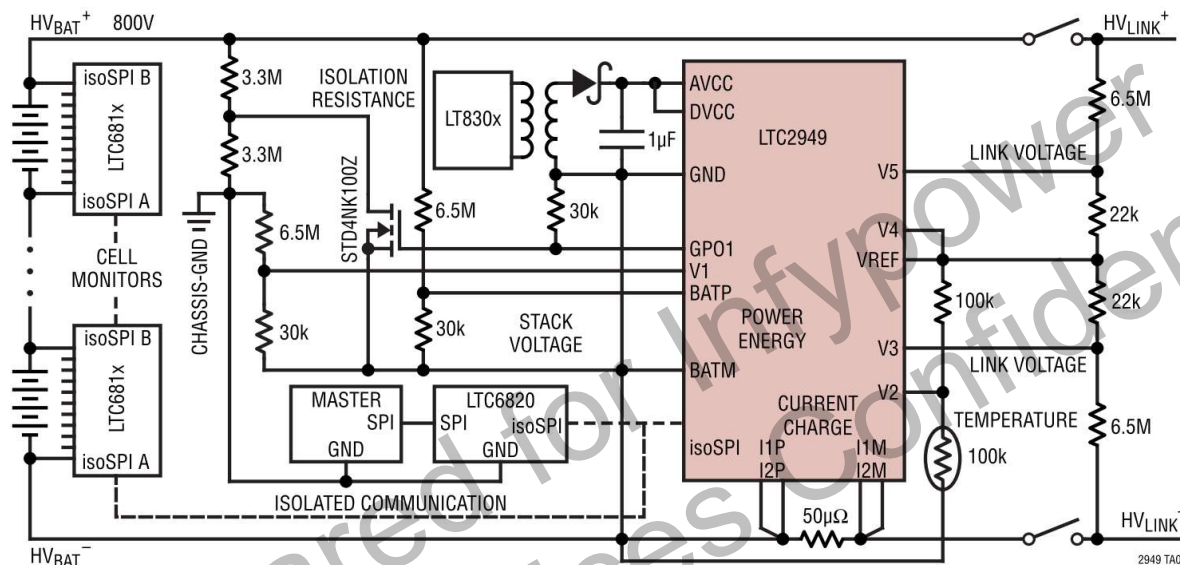 HVBAT+ 800V
HVLINK+
isoSPI B
LTC681x
isoSPI A
3.3M
3.3M
ISOLATION
RESISTANCE
LT830x
1µF
AVCC
DVCC
LTC2949
GND
6.5M
LINK VOLTAGE
V5
CELL
MONITORS
CHASSIS-GND
6.5M
STD4NK100Z
6.5M
30k
GPO1
V1
BATP
V4
VREF
22k
100k
22k
isoSPI B
LTC681x
isoSPI A
30k
30k
STACK
VOLTAGE
BATM
POWER
ENERGY
V3
LINK VOLTAGE
V2
MASTER
SPI
GND
LTC6820
SPI
isoSPI
GND
isoSPI
CURRENT
CHARGE
I1P
I2P
I1M
I2M
TEMPERATURE
100k
6.5M
ISOLATED COMMUNICATION
50µΩ
HVBAT–
HVLINK–
2949 TA0
ared for Infypower
ices Confiden